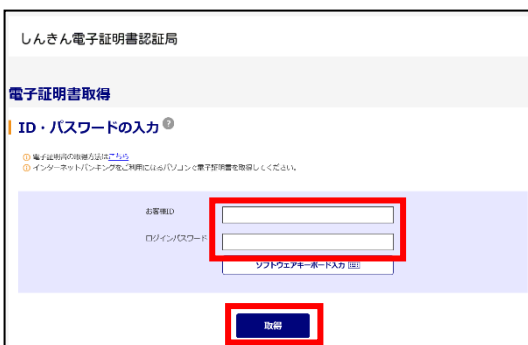 しんきん電子証明書認証局
電子証明書取得
ID・パスワードの入力 ?
電子証明書の取得方法はこちら
インターネットバンキングをご利用になるパソコンで電子証明書を取得してください。
お客様ID
ログインパスワード
ソフトウェアキーボード入力
取得